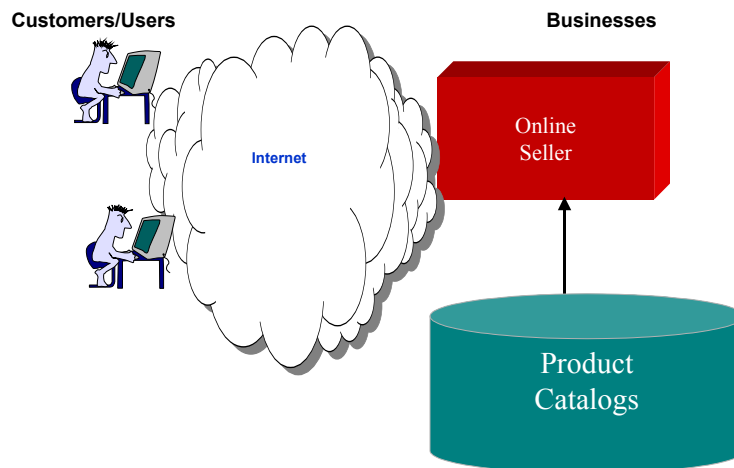 Customers/Users
Businesses
Online
Seller
Internet
Product
Catalogs